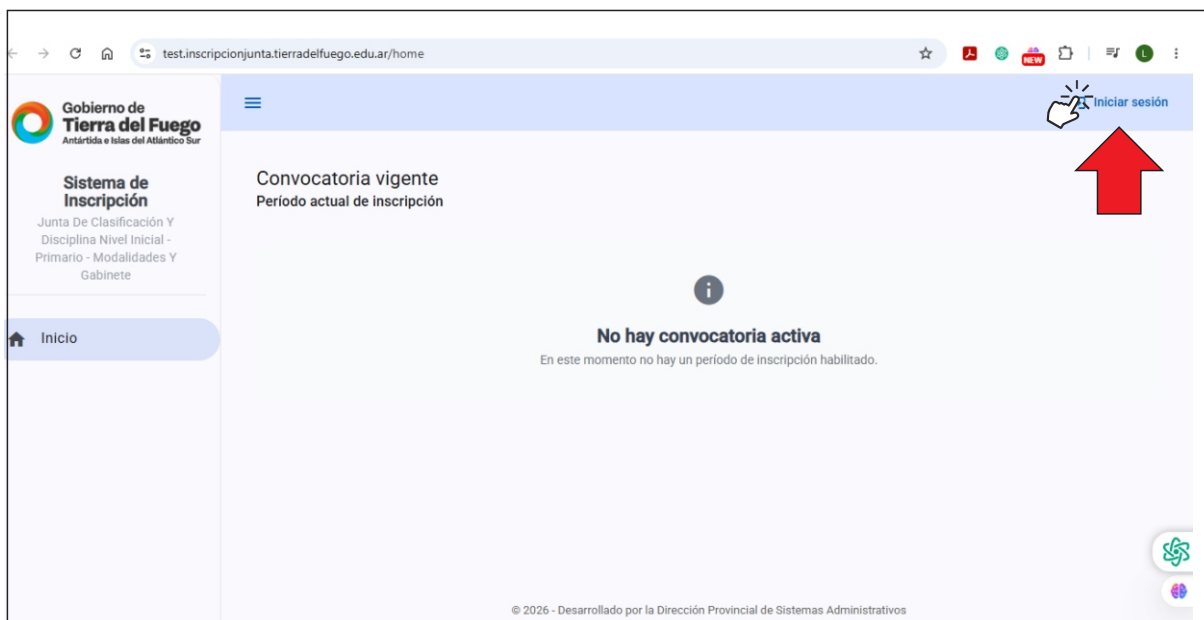 test.inscripcionjunta.tierradelfuego.edu.ar/home
NEW
L
Gobierno de
Tierra del Fuego
Antártida e Islas del Atlántico Sur
Iniciar sesión
Sistema de
Inscripción
Junta De Clasificación Y
Disciplina Nivel Inicial -
Primario - Modalidades Y
Gabinete
Inicio
Convocatoria vigente
Período actual de inscripción
No hay convocatoria activa
En este momento no hay un período de inscripción habilitado.
© 2026 - Desarrollado por la Dirección Provincial de Sistemas Administrativos